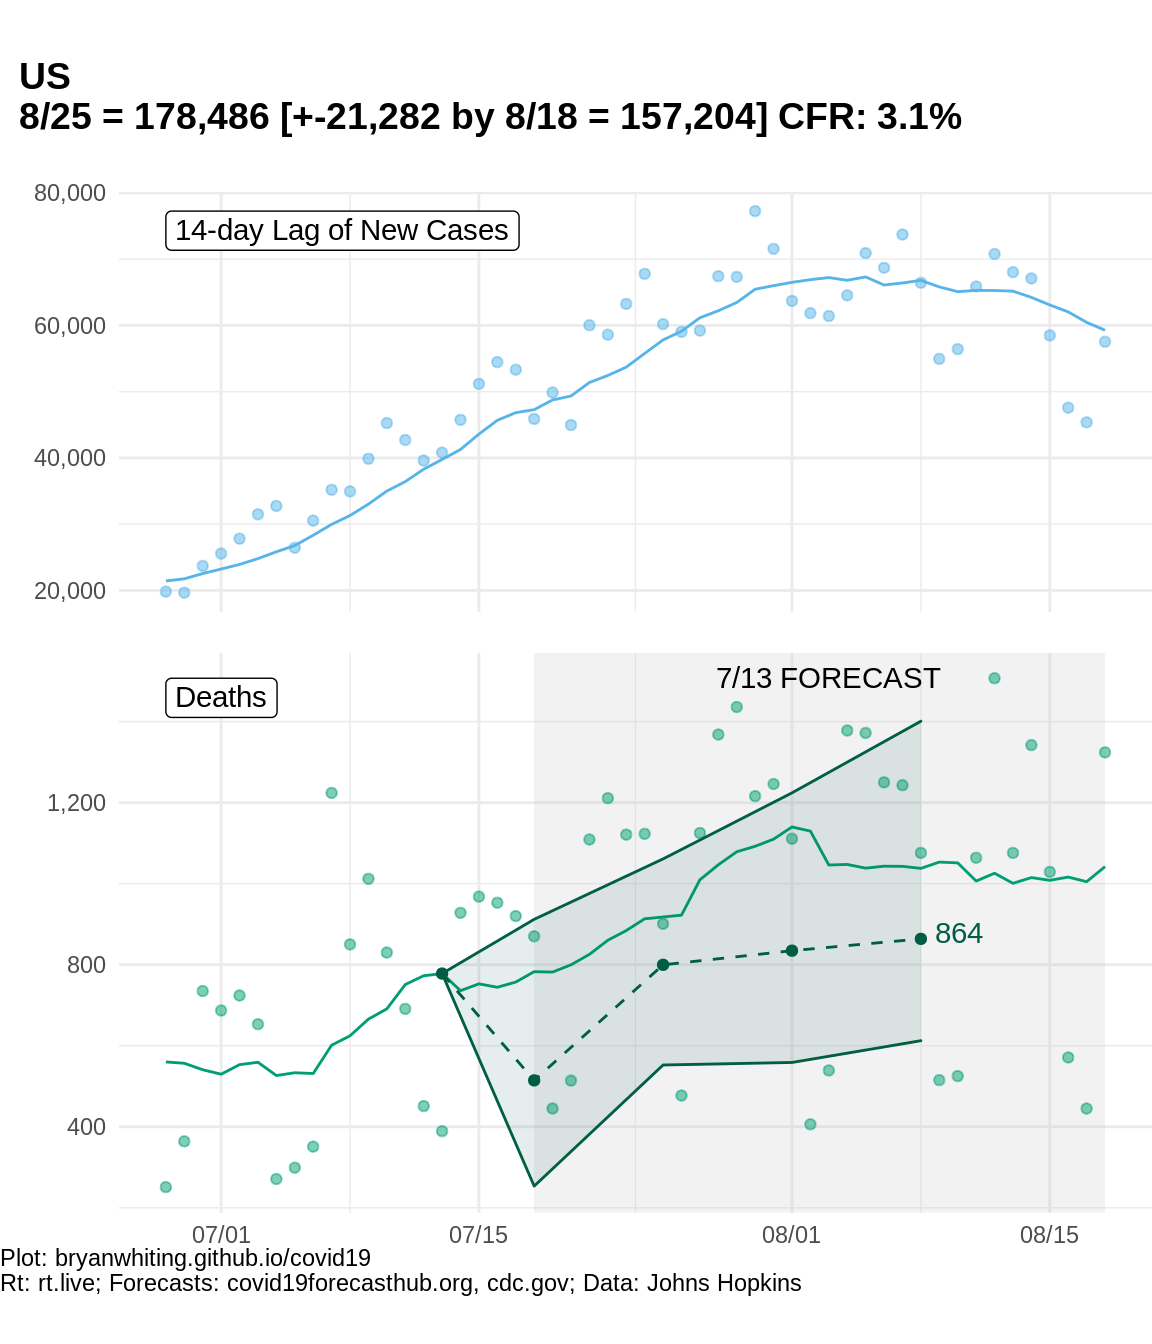 US
8/25 = 178,486 [+-21,282 by 8/18 = 157,204] CFR: 3.1%
80,000
14-day Lag of New Cases
60,000
40,000
20,000
7/13 FORECAST
Deaths
1,200
864
800
400
07/01 07/15 08/01 08/15
Plot: bryanwhiting.github.io/covid19
Rt: rt.live; Forecasts: covid19forecasthub.org, cdc.gov; Data: Johns Hopkins